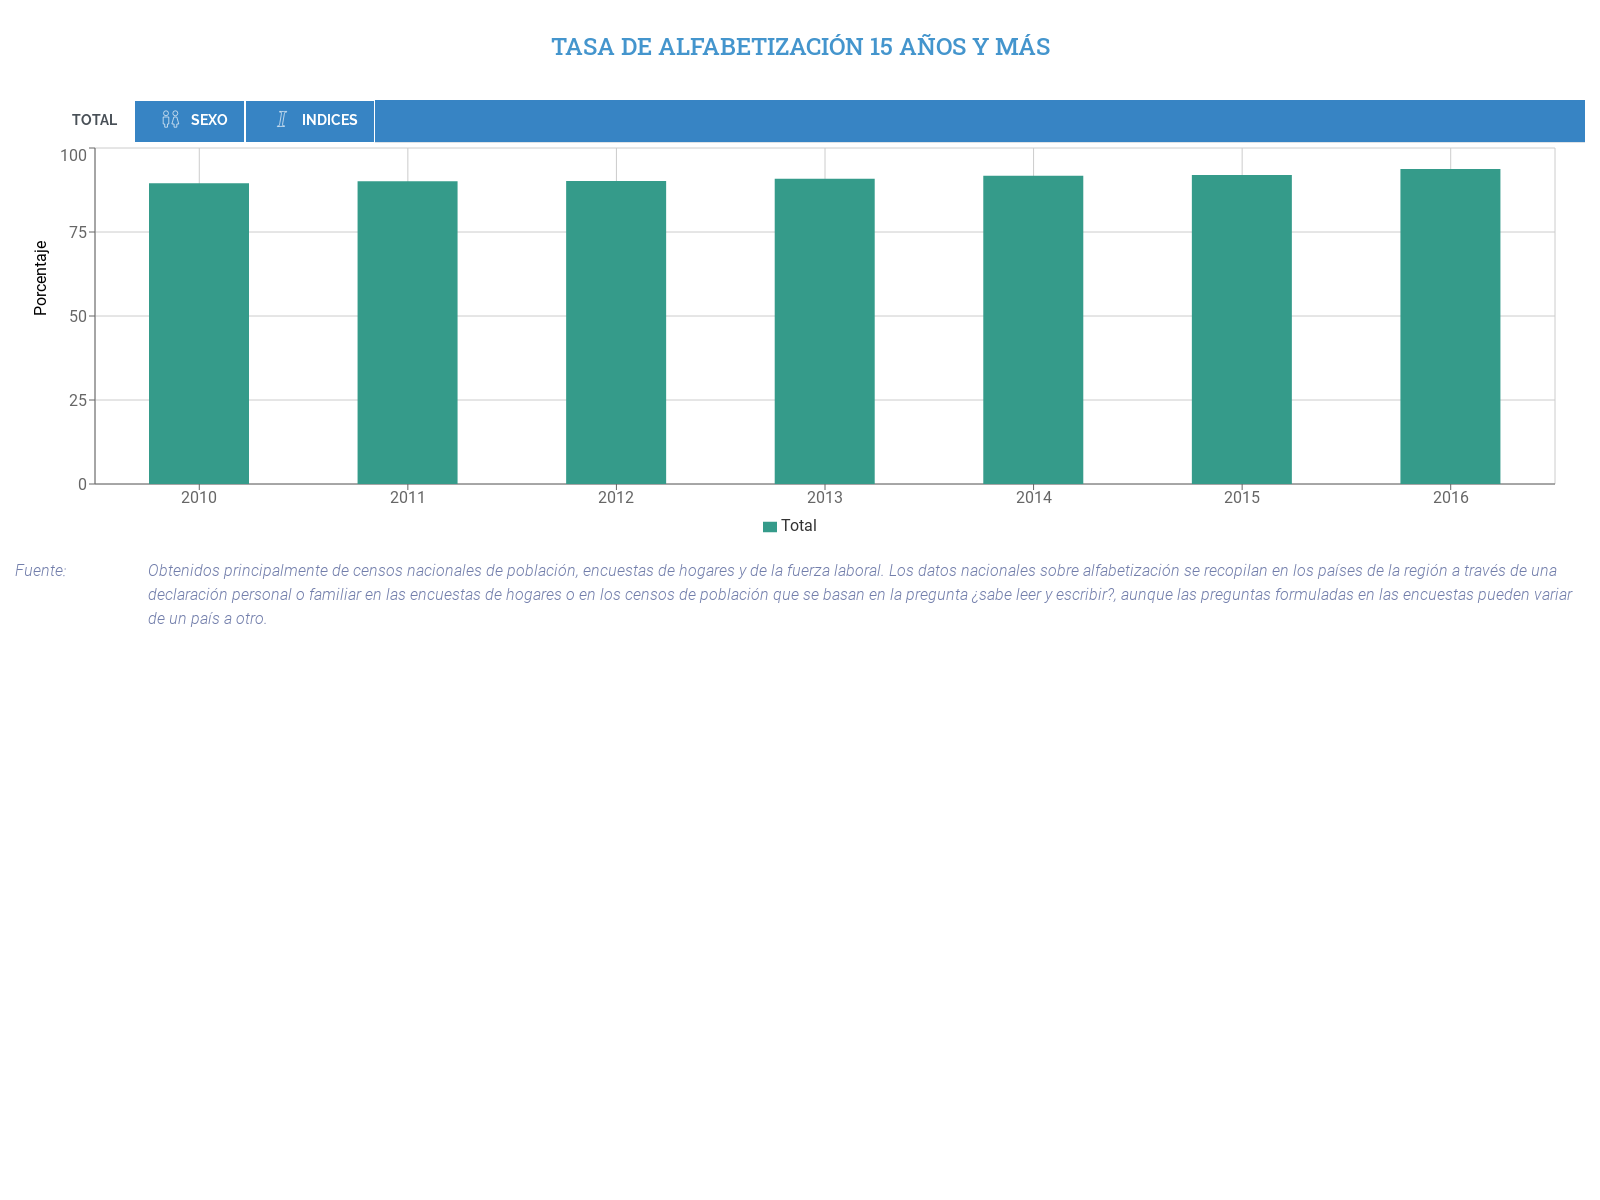 TASA DE ALFABETIZACIÓN 15 AÑOS Y MÁS
TOTAL SEXO INDICES
100
75
50
25
0
Porcentaje
2010 2011 2012 2013 2014 2015 2016
Total
Fuente: Obtenidos principalmente de censos nacionales de población, encuestas de hogares y de la fuerza laboral. Los datos nacionales sobre alfabetización se recopilan en los países de la región a través de una
declaración personal o familiar en las encuestas de hogares o en los censos de población que se basan en la pregunta ¿sabe leer y escribir?, aunque las preguntas formuladas en las encuestas pueden variar
de un país a otro.